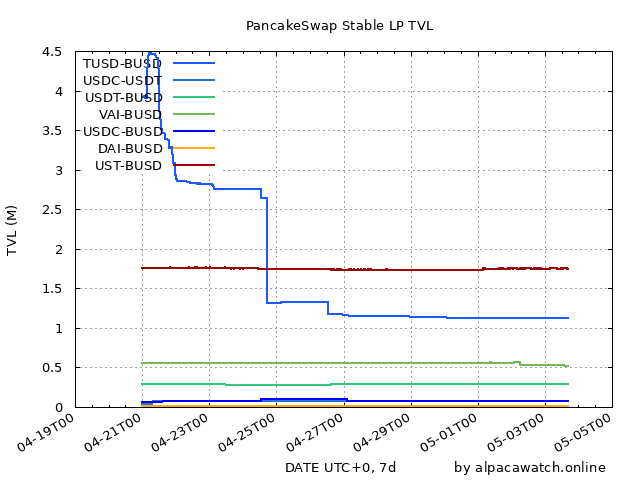 PancakeSwap Stable LP TVL
4.5
4
3.5
3
2.5
2
1.5
1
0.5
0
TVL (M)
TUSD-BUSD
USDC-USDT
USDT-BUSD
VAI-BUSD
USDC-BUSD
DAI-BUSD
UST-BUSD
04-19T00 04-21T00 04-23T00 04-25T00 04-27T00 04-29T00 05-01T00 05-03T00 05-05T00
DATE UTC+0, 7d by alpacawatch.online